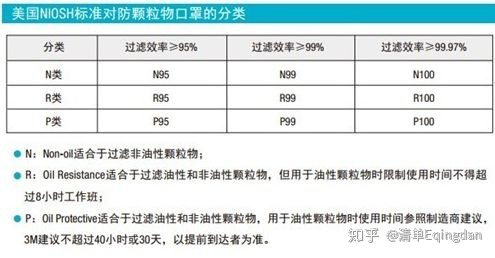 美国NIOSH标准对防颗粒物口罩的分类
分类 过滤效率≥95% 过滤效率≥99% 过滤效率≥99.97%
N类 N95 N99 N100
R类 R95 R99 R100
P类 P95 P99 P100
● N：Non-oil适合于过滤非油性颗粒物；
● R：Oil Resistance适合于过滤油性和非油性颗粒物，但用于油性颗粒物时限制使用时间不得超
过8小时工作班；
● P：Oil Protective适合于过滤油性和非油性颗粒物，用于油性颗粒物时使用时间参照制造商建议，
3M建议不超过40小时或30天，以提前到达者为准。
知乎 @清单Eqingdan